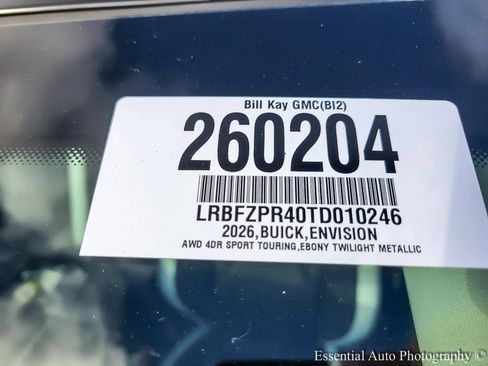 Bill Kay GMC(BI2)
260204
LRBFZPR40TD010246
2026,BUICK,ENVISION
AWD 4DR SPORT TOURING,EBONY TWILIGHT METALLIC
Essential Auto Photography ©